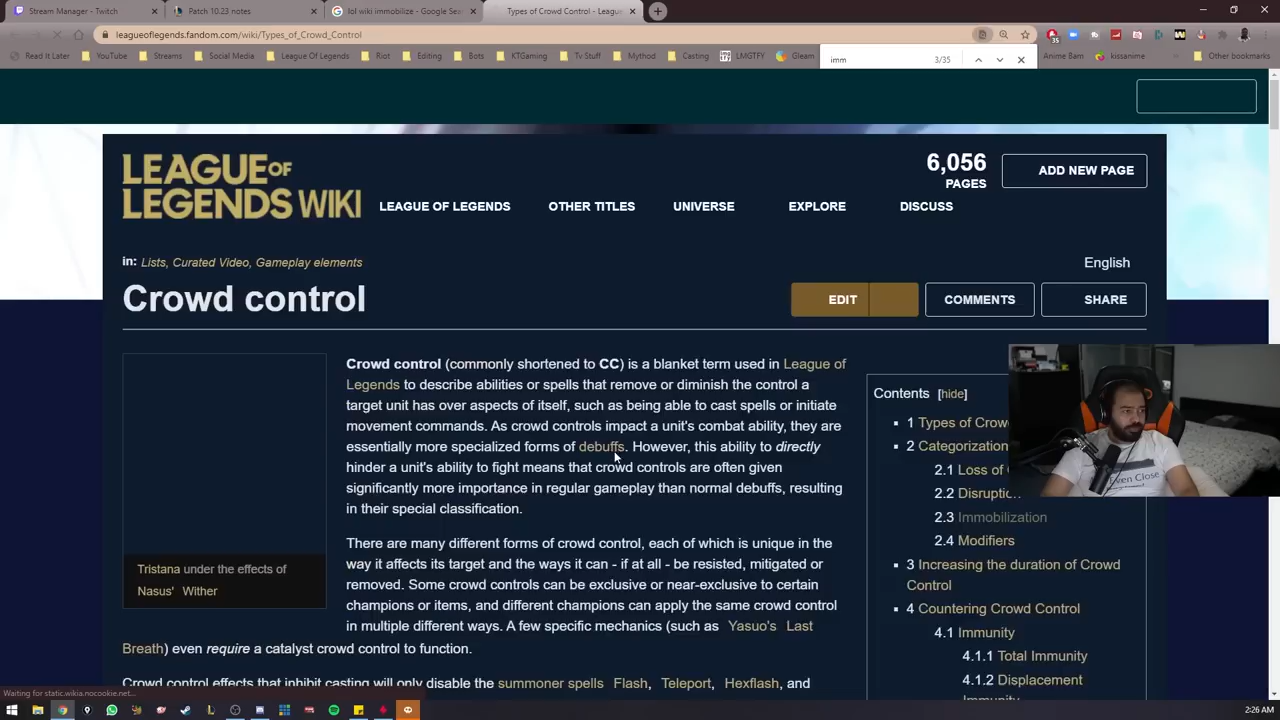 Stream Manager - Twitch
Patch 10.23 notes
lol wiki immobilize - Google Sea
Types of Crowd Control - Leagu
leagueoflegends.fandom.com/wiki/Types_of_Crowd_Control
Read It Later
YouTube
Streams
Social Media
League Of Legends
Riot
Editing
Bots
KTGaming
Tv Stuff
Mythod
Casting
LMGTFY
Gleam
imm
3/35
Anime Bam
kissanime
Other bookmarks
LEAGUE OF
LEGENDS WIKI
6,056
PAGES
ADD NEW PAGE
LEAGUE OF LEGENDS
OTHER TITLES
UNIVERSE
EXPLORE
DISCUSS
in: Lists, Curated Video, Gameplay elements
English
Crowd control
EDIT
COMMENTS
SHARE
Tristana under the effects of
Nasus' Wither
Crowd control (commonly shortened to CC) is a blanket term used in League of
Legends to describe abilities or spells that remove or diminish the control a
target unit has over aspects of itself, such as being able to cast spells or initiate
movement commands. As crowd controls impact a unit's combat ability, they are
essentially more specialized forms of debuffs. However, this ability to directly
hinder a unit's ability to fight means that crowd controls are often given
significantly more importance in regular gameplay than normal debuffs, resulting
in their special classification.
There are many different forms of crowd control, each of which is unique in the
way it affects its target and the ways it can - if at all - be resisted, mitigated or
removed. Some crowd controls can be exclusive or near-exclusive to certain
champions or items, and different champions can apply the same crowd control
in multiple different ways. A few specific mechanics (such as Yasuo's Last
Breath) even require a catalyst crowd control to function.
Crowd control effects that inhibit casting will only disable the summoner spells Flash, Teleport, Hexflash, and
Contents [hide]
1 Types of Crow
2 Categorization
2.1 Loss of
2.2 Disruption
2.3 Immobilization
2.4 Modifiers
3 Increasing the duration of Crowd
Control
4 Countering Crowd Control
4.1 Immunity
4.1.1 Total Immunity
4.1.2 Displacement
Immunity
Even Close
Waiting for static.wikia.nocookie.net...
2:26 AM